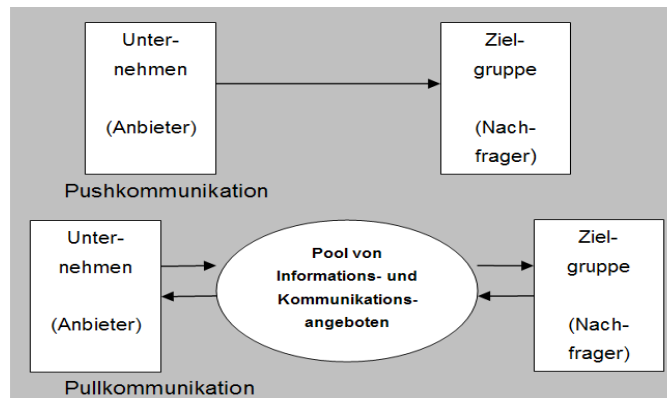 Unter-
nehmen
(Anbieter)
Ziel-
gruppe
(Nach-
frager)
Pushkommunikation
Unter-
nehmen
(Anbieter)
Pool von
Informations- und
Kommunikations-
angeboten
Ziel-
gruppe
(Nach-
frager)
Pullkommunikation